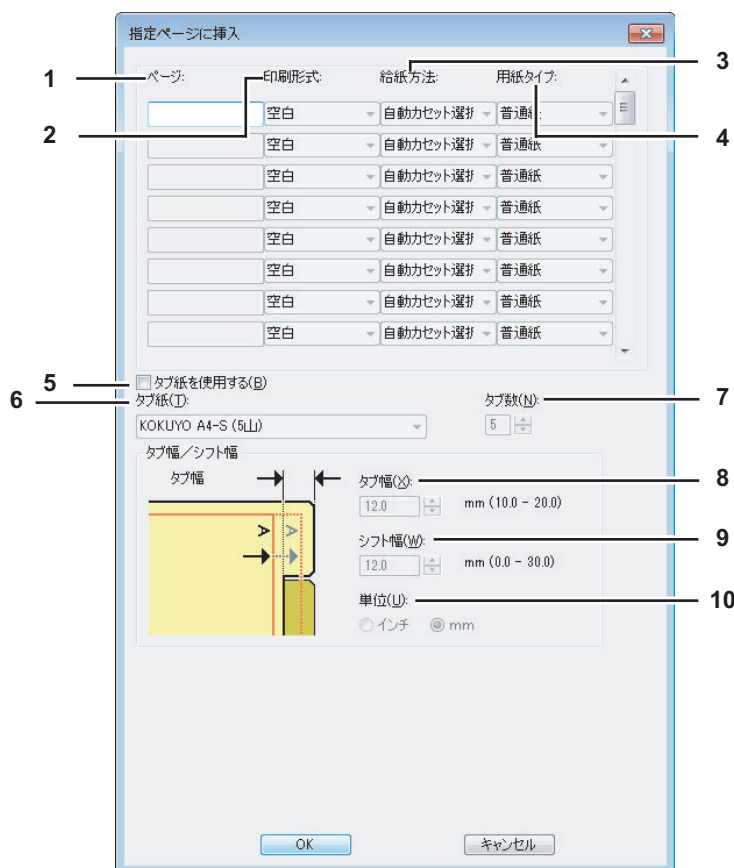 指定ページに挿入
1 ページ: 印刷形式: 給紙方法: 3 用紙タイプ:
2 空白 自動カセット選択 普通紙 4
空白 自動カセット選択 普通紙
空白 自動カセット選択 普通紙
空白 自動カセット選択 普通紙
空白 自動カセット選択 普通紙
空白 自動カセット選択 普通紙
空白 自動カセット選択 普通紙
空白 自動カセット選択 普通紙
5 タブ紙を使用する(B)
6 タブ紙(T): タブ数(N): 7
KOKUYO A4-S (5山) 5
タブ幅/シフト幅
タブ幅 タブ幅(X): 8
12.0 mm (10.0 - 20.0)
A A
シフト幅(W): 9
12.0 mm (0.0 - 30.0)
単位(U): 10
インチ mm
OK キャンセル